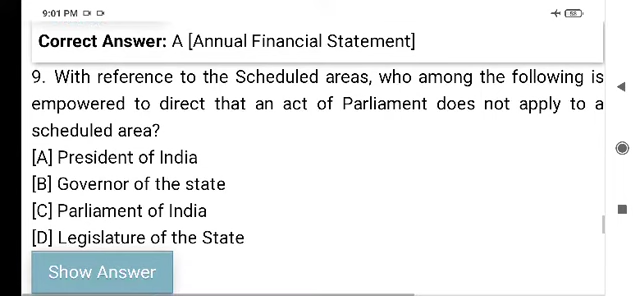 9:01 PM
58
Correct Answer: A [Annual Financial Statement]
9. With reference to the Scheduled areas, who among the following is
empowered to direct that an act of Parliament does not apply to a
scheduled area?
[A] President of India
[B] Governor of the state
[C] Parliament of India
[D] Legislature of the State
Show Answer